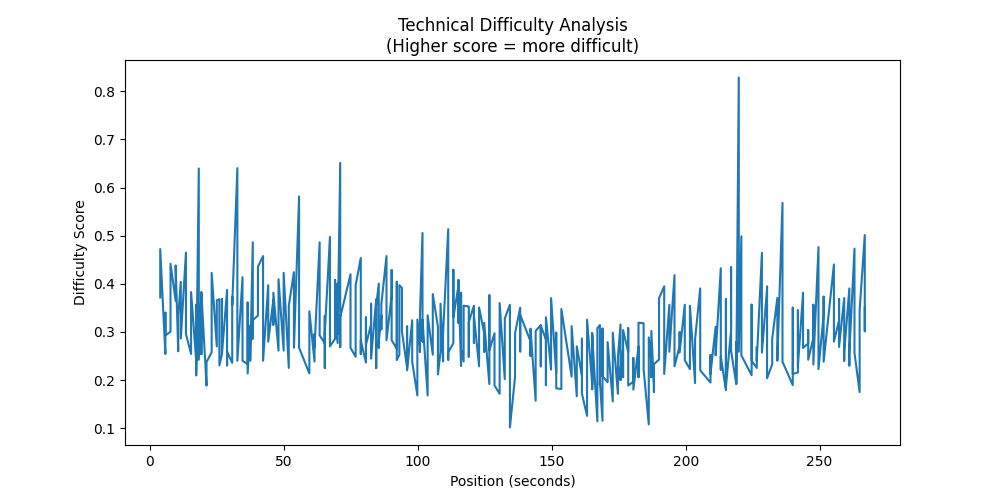 Technical Difficulty Analysis
(Higher score = more difficult)
Difficulty Score
0.8
0.7
0.6
0.5
0.4
0.3
0.2
0.1
0 50 100 150 200 250
Position (seconds)